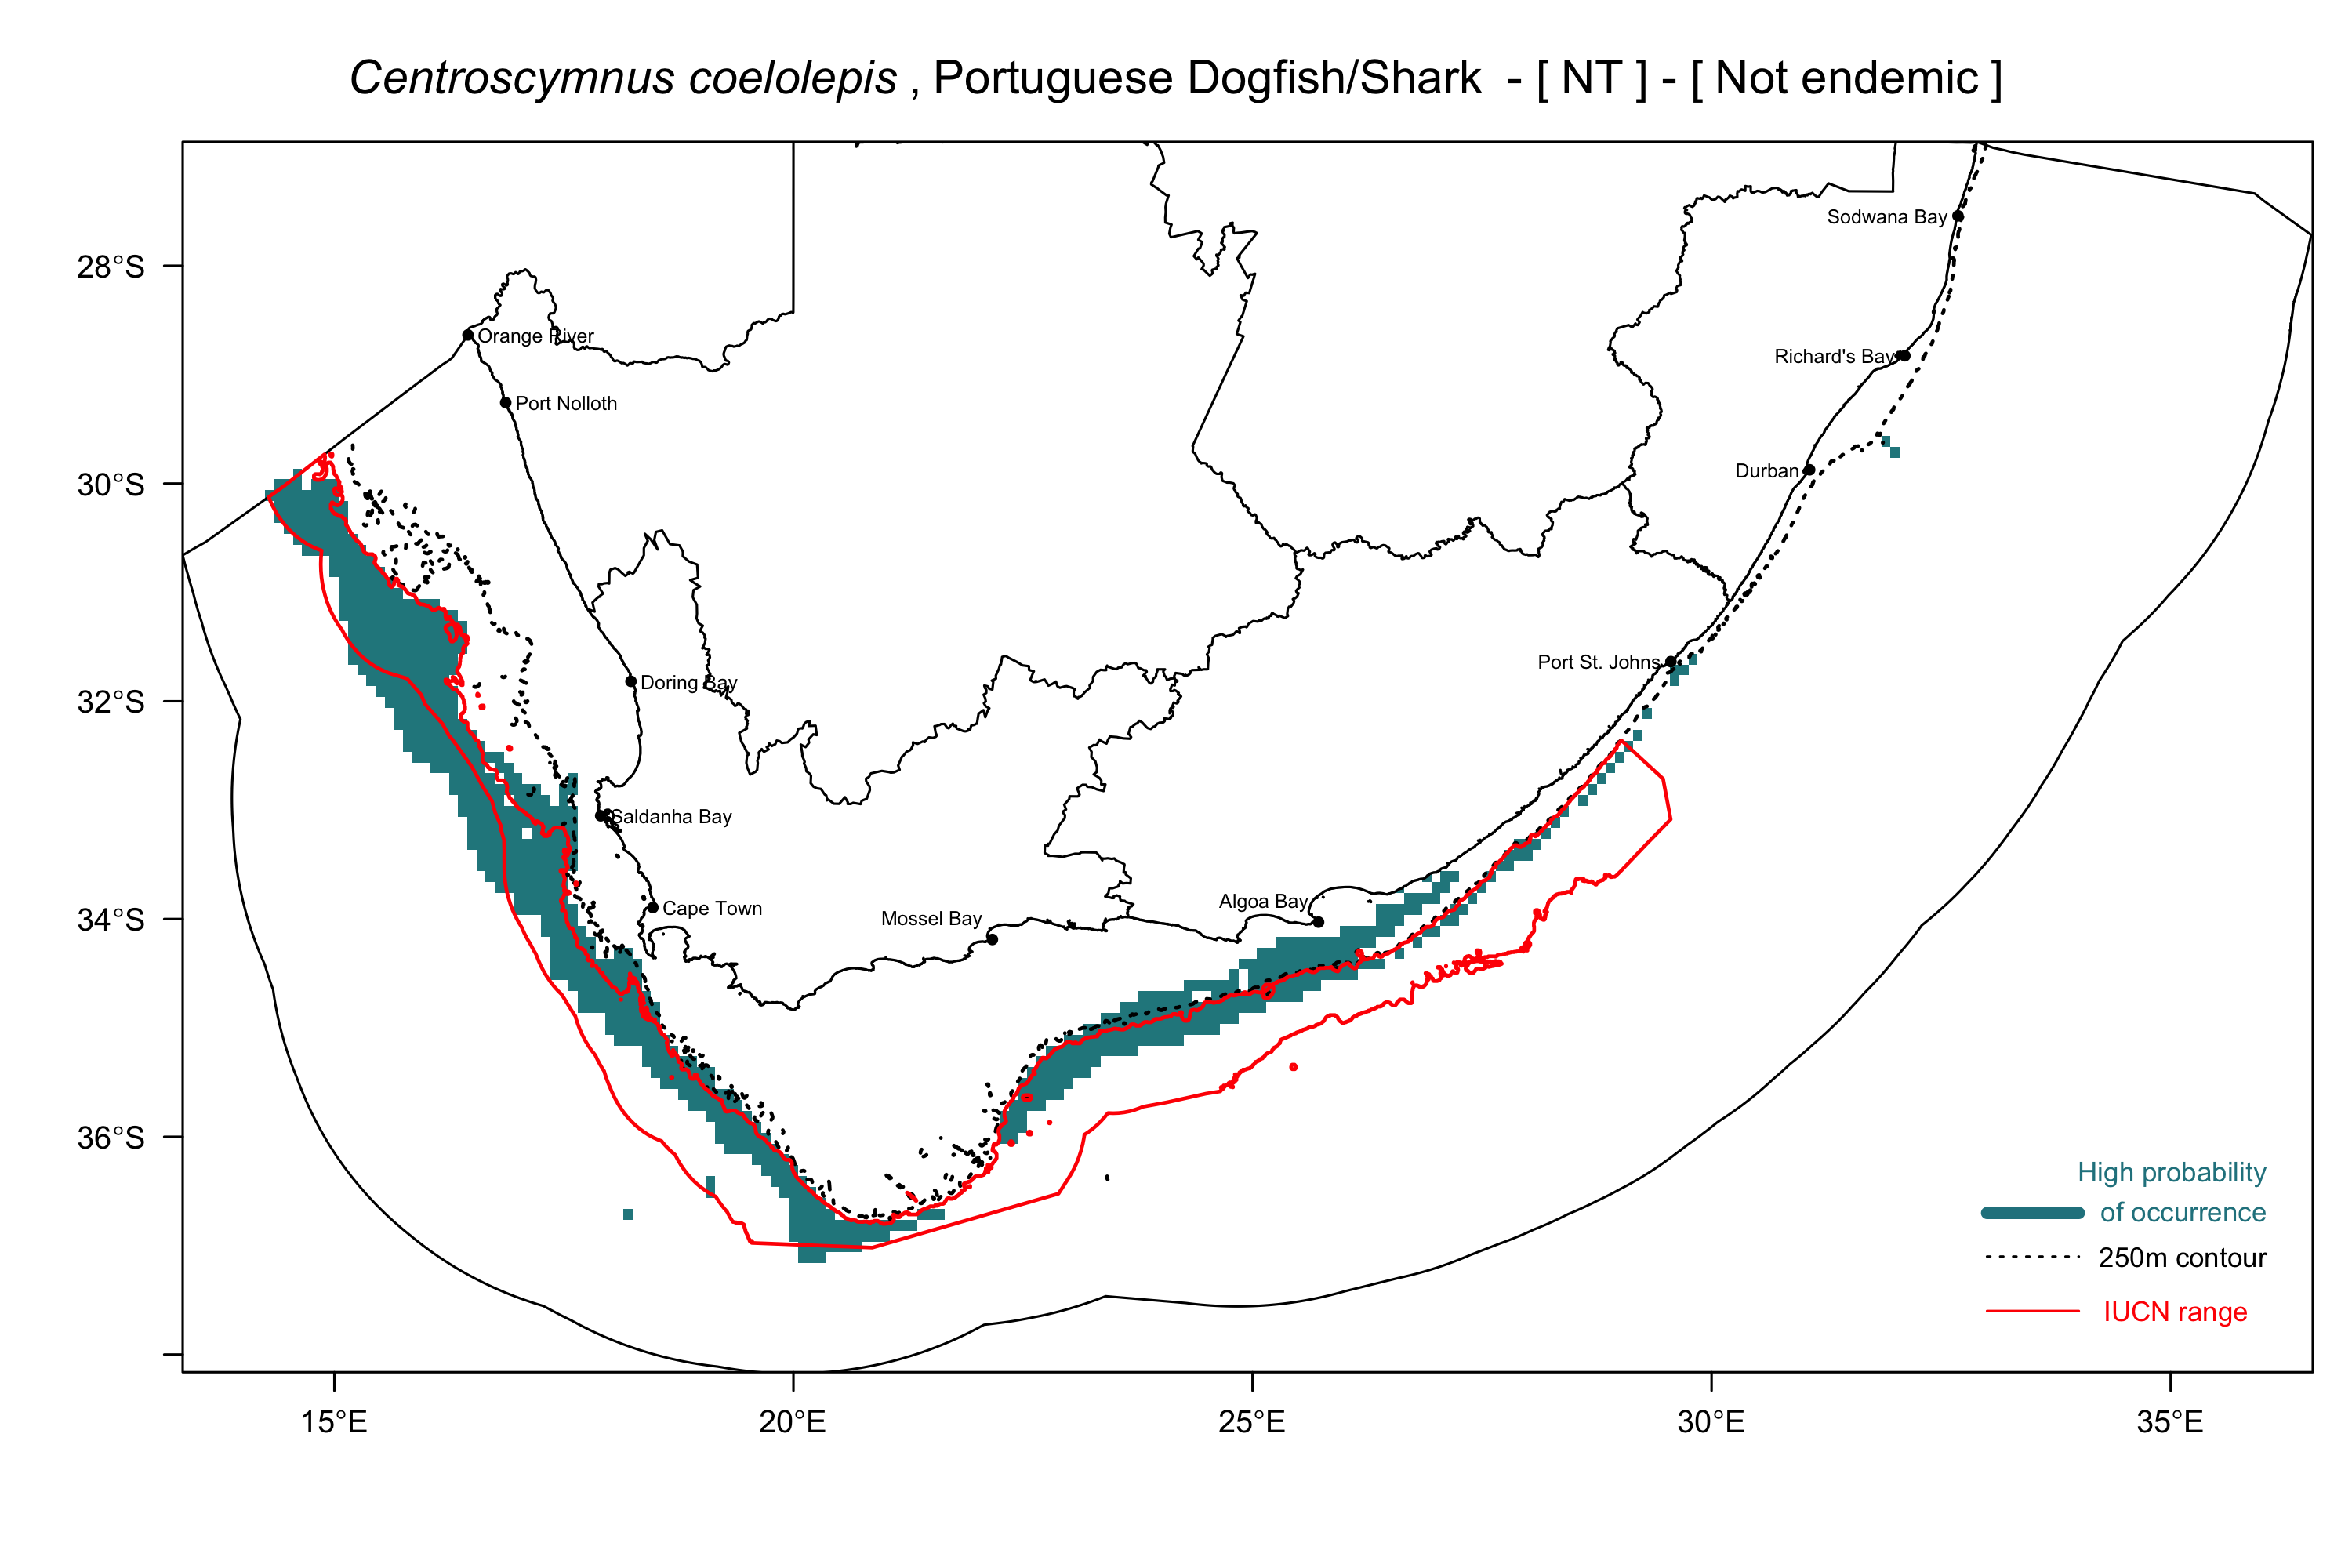 Centroscymnus coelolepis , Portuguese Dogfish/Shark - [ NT ] - [ Not endemic ]
Sodwana Bay
28°S
Orange River
Richard's Bay
Port Nolloth
Durban
30°S
Port St. Johns
Doring Bay
32°S
Saldanha Bay
Algoa Bay
Cape Town
Mossel Bay
34°S
36°S
High probability
of occurrence
250m contour
IUCN range
15°E
20°E
25°E
30°E
35°E